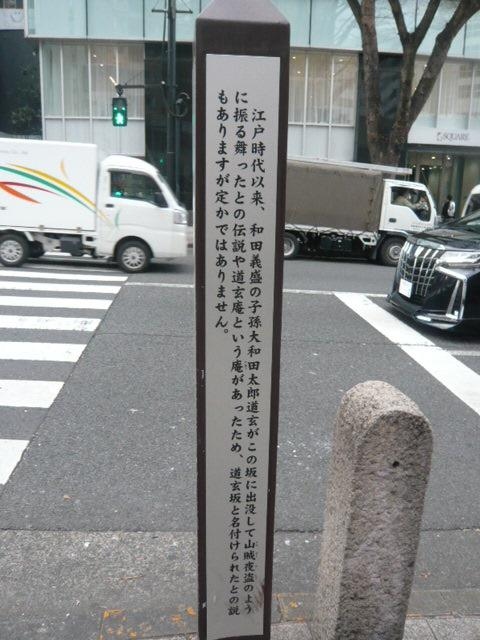 江戸時代以来、和田義盛の子孫大和田太郎道玄がこの坂に出没して山賊夜盗のよう
に振る舞ったとの伝説や道玄庵という庵があったため、道玄坂と名付けられたとの説
もありますが定かではありません。
SQUARE